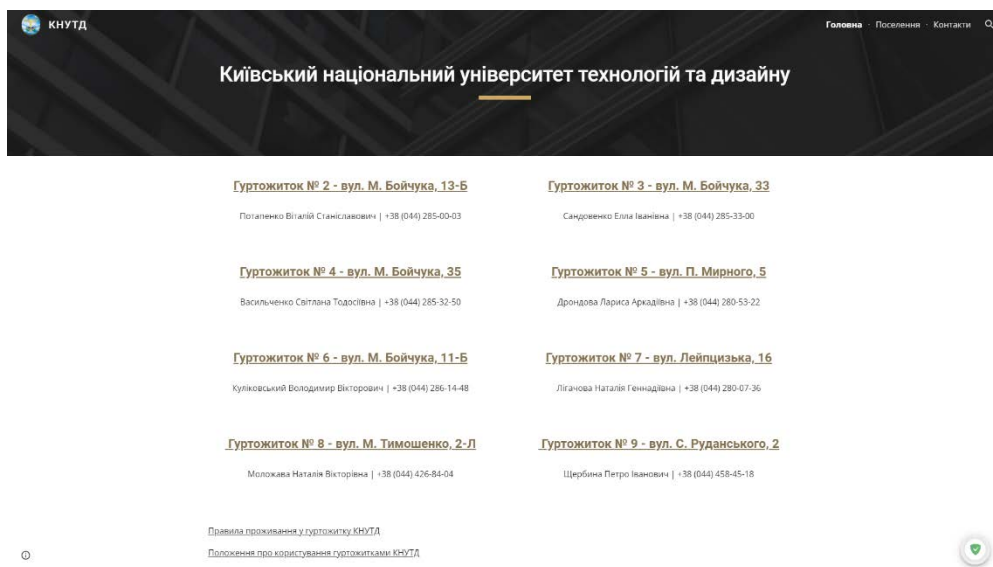 КНУТД
Головна · Поселення · Контакти
Київський національний університет технологій та дизайну
Гуртожиток № 2 - вул. М. Бойчука, 13-Б
Потапенко Віталій Станіславович | +38 (044) 285-00-03
Гуртожиток № 3 - вул. М. Бойчука, 33
Сандовенко Елла Іванівна | +38 (044) 285-33-00
Гуртожиток № 4 - вул. М. Бойчука, 35
Васильченко Світлана Тодосіївна | +38 (044) 285-32-50
Гуртожиток № 5 - вул. П. Мирного, 5
Дрондова Лариса Аркадіївна | +38 (044) 280-53-22
Гуртожиток № 6 - вул. М. Бойчука, 11-Б
Куліковський Володимир Вікторович | +38 (044) 286-14-48
Гуртожиток № 7 - вул. Лейпцизька, 16
Лігачова Наталія Геннадіївна | +38 (044) 280-07-36
Гуртожиток № 8 - вул. М. Тимошенко, 2-Л
Моложава Наталія Вікторівна | +38 (044) 426-84-04
Гуртожиток № 9 - вул. С. Руданського, 2
Щербина Петро Іванович | +38 (044) 458-45-18
Правила проживання у гуртожитку КНУТД
Положення про користування гуртожитками КНУТД